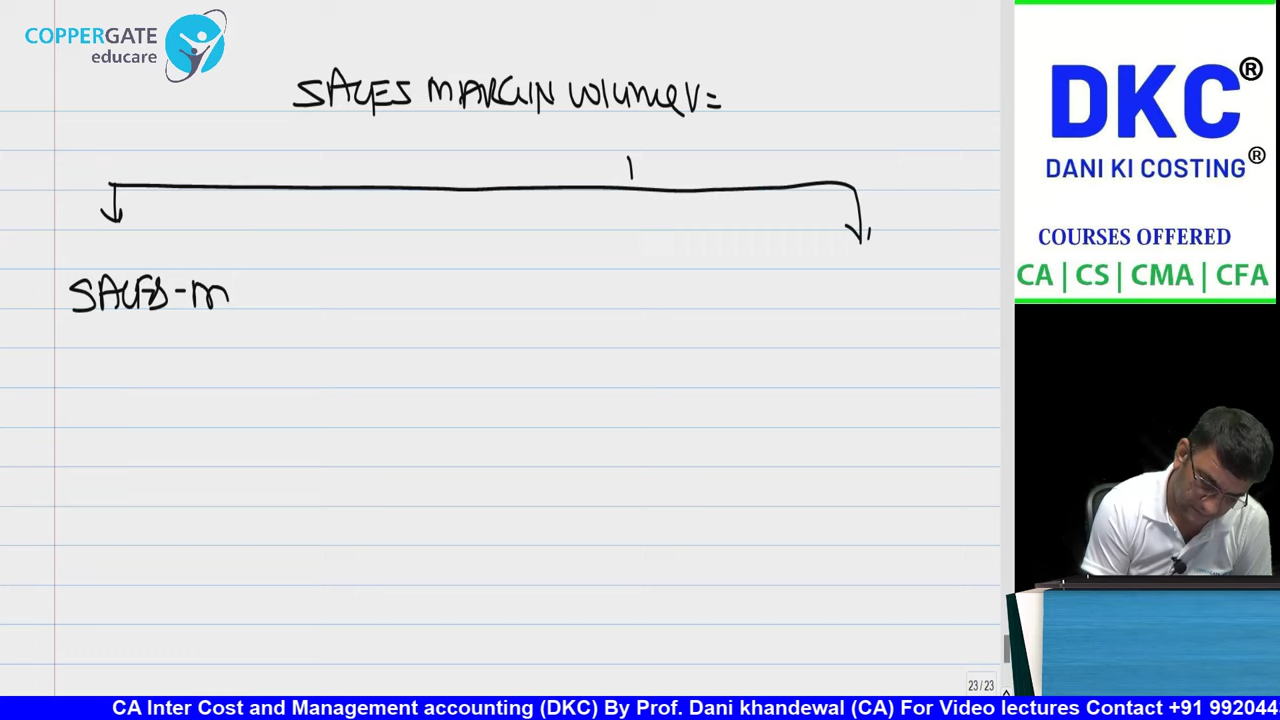 COPPERGATE
educare
SALES MARGIN VOLUME V =
SALES - M
DKC®
DANI KI COSTING®
COURSES OFFERED
CA | CS | CMA | CFA
23 / 23
CA Inter Cost and Management accounting (DKC) By Prof. Dani khandewal (CA) For Video lectures Contact +91 992044